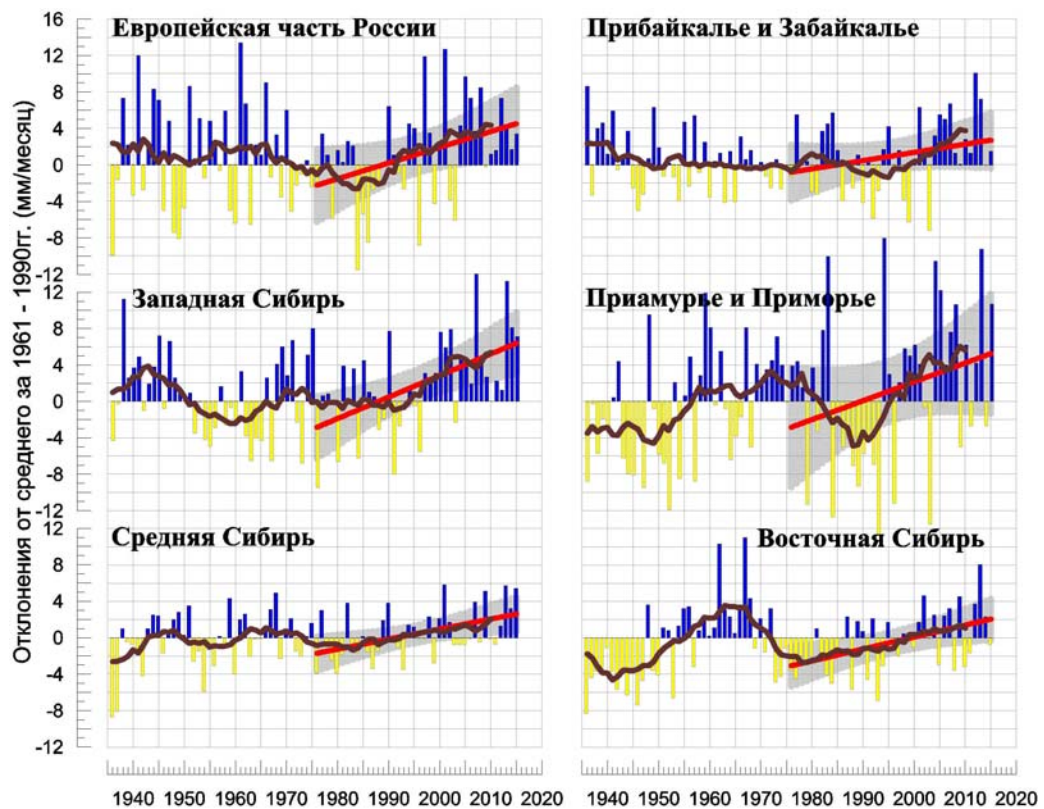 Отклонения от среднего за 1961 - 1990гг. (мм/месяц)
Европейская часть России
Прибайкалье и Забайкалье
16
12
8
4
0
-4
-8
-12
Западная Сибирь
Приамурье и Приморье
12
8
4
0
-4
-8
-12
Средняя Сибирь
Восточная Сибирь
12
8
4
0
-4
-8
-12
1940 1950 1960 1970 1980 1990 2000 2010 2020
1940 1950 1960 1970 1980 1990 2000 2010 2020